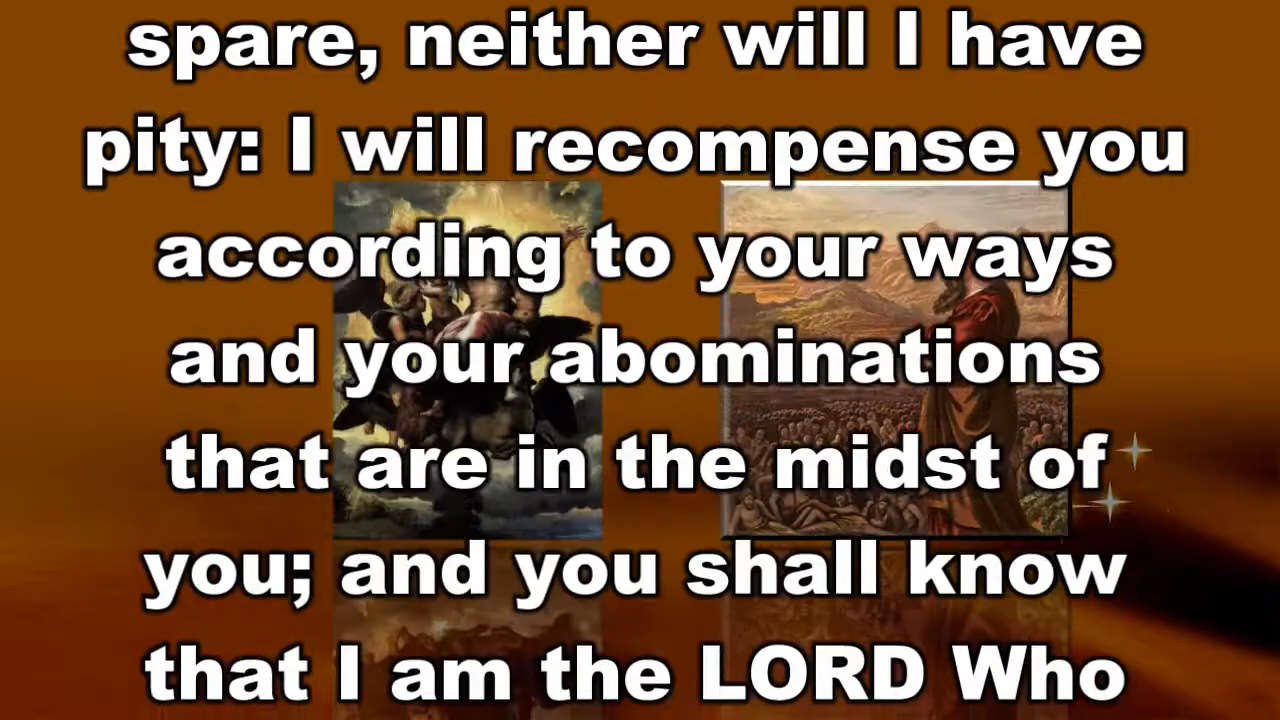 spare, neither will I have
pity: I will recompense you
according to your ways
and your abominations
that are in the midst of
you; and you shall know
that I am the LORD Who